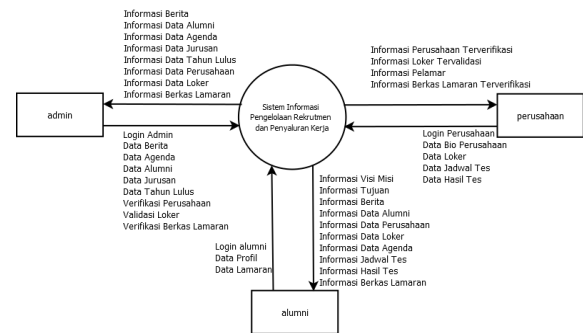 Informasi Berita
Informasi Data Alumni
Informasi Data Agenda
Informasi Data Jurusan
Informasi Data Tahun Lulus
Informasi Data Perusahaan
Informasi Data Loker
Informasi Berkas Lamaran
Informasi Perusahaan Terverifikasi
Informasi Loker Tervalidasi
Informasi Pelamar
Informasi Berkas Lamaran Terverifikasi
admin
Sistem Informasi
Pengelolaan Rekrutmen
dan Penyaluran Kerja
perusahaan
Login Admin
Data Berita
Data Agenda
Data Alumni
Data Jurusan
Data Tahun Lulus
Verifikasi Perusahaan
Validasi Loker
Verifikasi Berkas Lamaran
Login Perusahaan
Data Bio Perusahaan
Data Loker
Data Jadwal Tes
Data Hasil Tes
Informasi Visi Misi
Informasi Tujuan
Informasi Berita
Informasi Data Alumni
Informasi Data Perusahaan
Informasi Data Loker
Informasi Data Agenda
Informasi Jadwal Tes
Informasi Hasil Tes
Informasi Berkas Lamaran
Login alumni
Data Profil
Data Lamaran
alumni